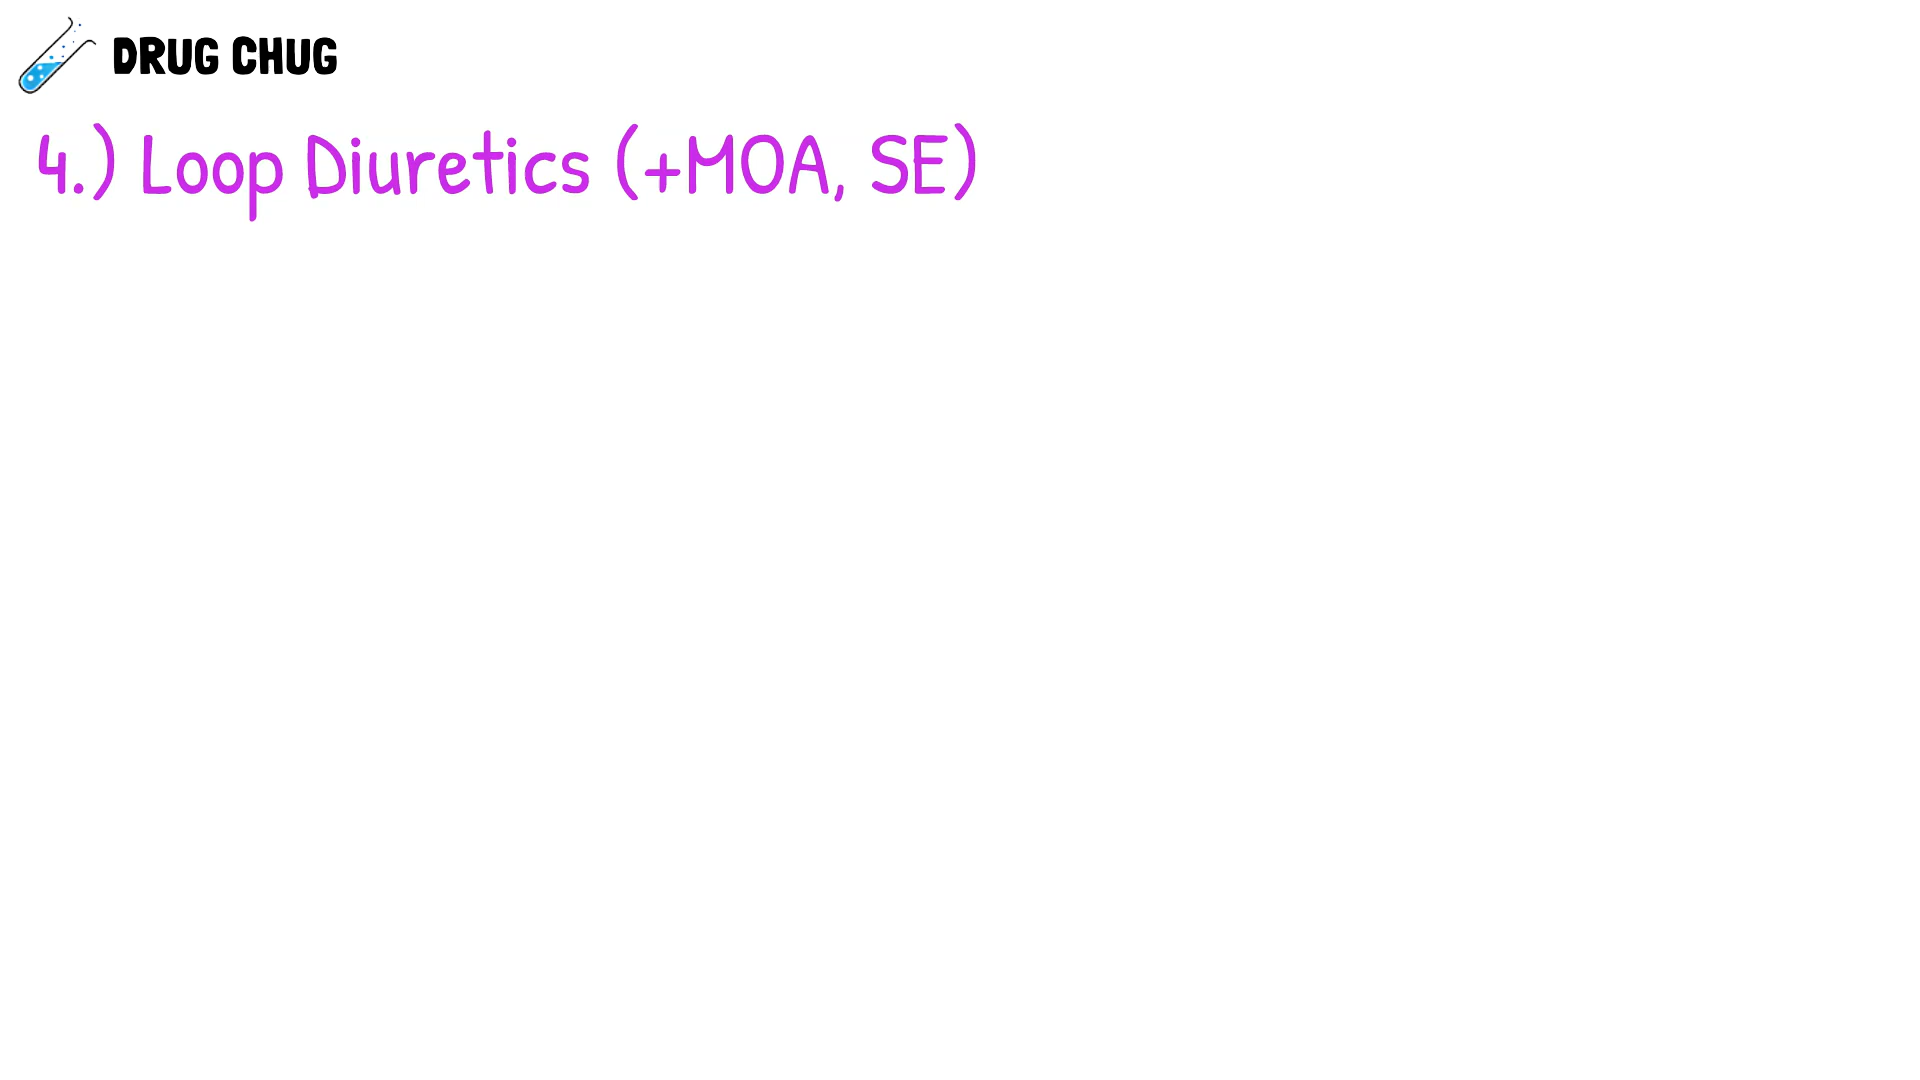 DRUG CHUG
4.) Loop Diuretics (+MOA, SE)